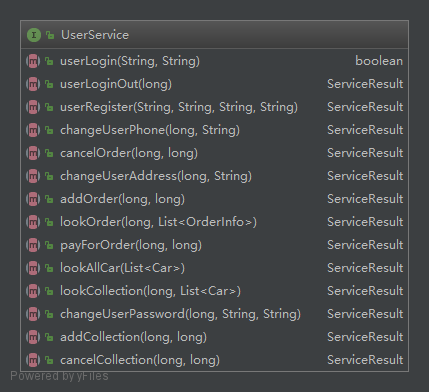 I UserService
m userLogin(String, String) boolean
m userLoginOut(long) ServiceResult
m userRegister(String, String, String, String) ServiceResult
m changeUserPhone(long, String) ServiceResult
m cancelOrder(long, long) ServiceResult
m changeUserAddress(long, String) ServiceResult
m addOrder(long, long) ServiceResult
m lookOrder(long, List<OrderInfo>) ServiceResult
m payForOrder(long, long) ServiceResult
m lookAllCar(List<Car>) ServiceResult
m lookCollection(long, List<Car>) ServiceResult
m changeUserPassword(long, String, String) ServiceResult
m addCollection(long, long) ServiceResult
m cancelCollection(long, long) ServiceResult
Powered by yFiles